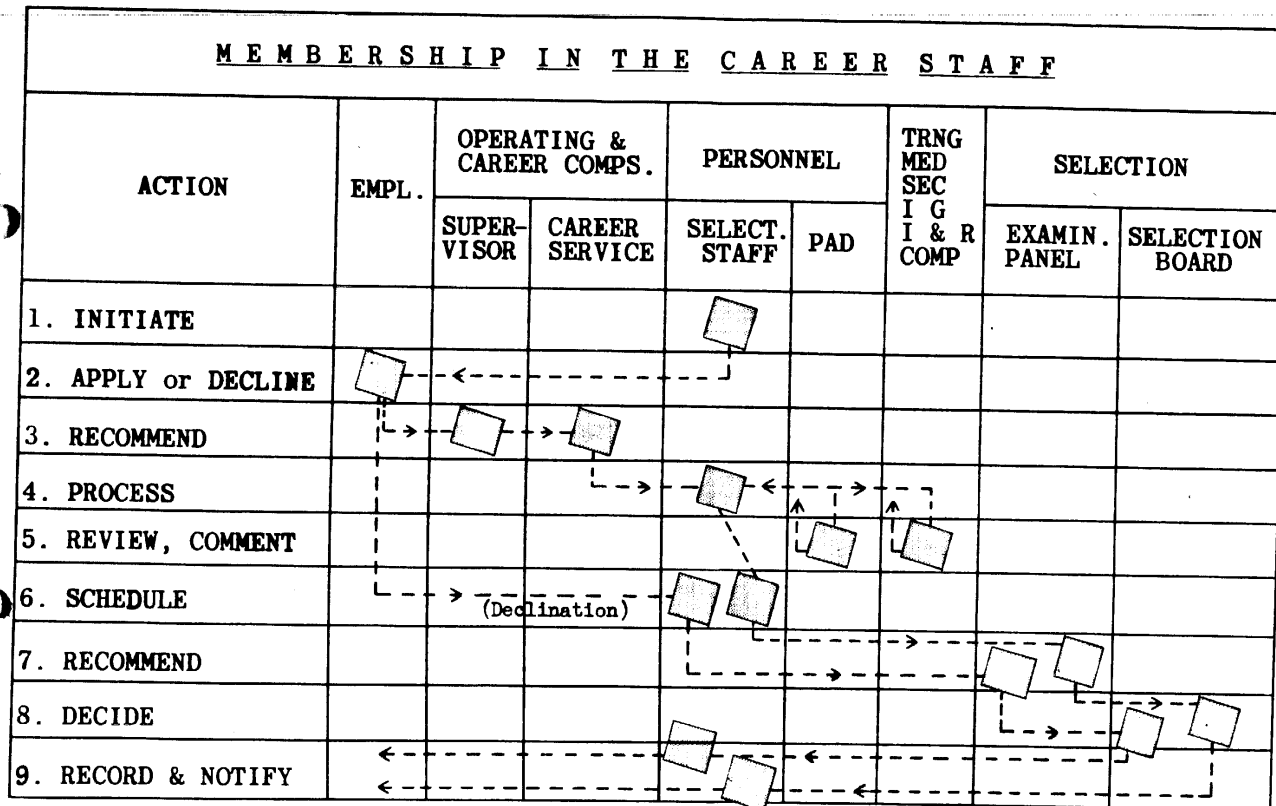 MEMBERSHIP IN THE CAREER STAFF
ACTION
EMPL.
OPERATING &
CAREER COMPS.
PERSONNEL
TRNG
MED
SEC
I G
I & R
COMP
SELECTION
SUPER-
VISOR
CAREER
SERVICE
SELECT.
STAFF
PAD
EXAMIN.
PANEL
SELECTION
BOARD
1. INITIATE
2. APPLY or DECLINE
3. RECOMMEND
4. PROCESS
5. REVIEW, COMMENT
6. SCHEDULE
(Declination)
7. RECOMMEND
8. DECIDE
9. RECORD & NOTIFY